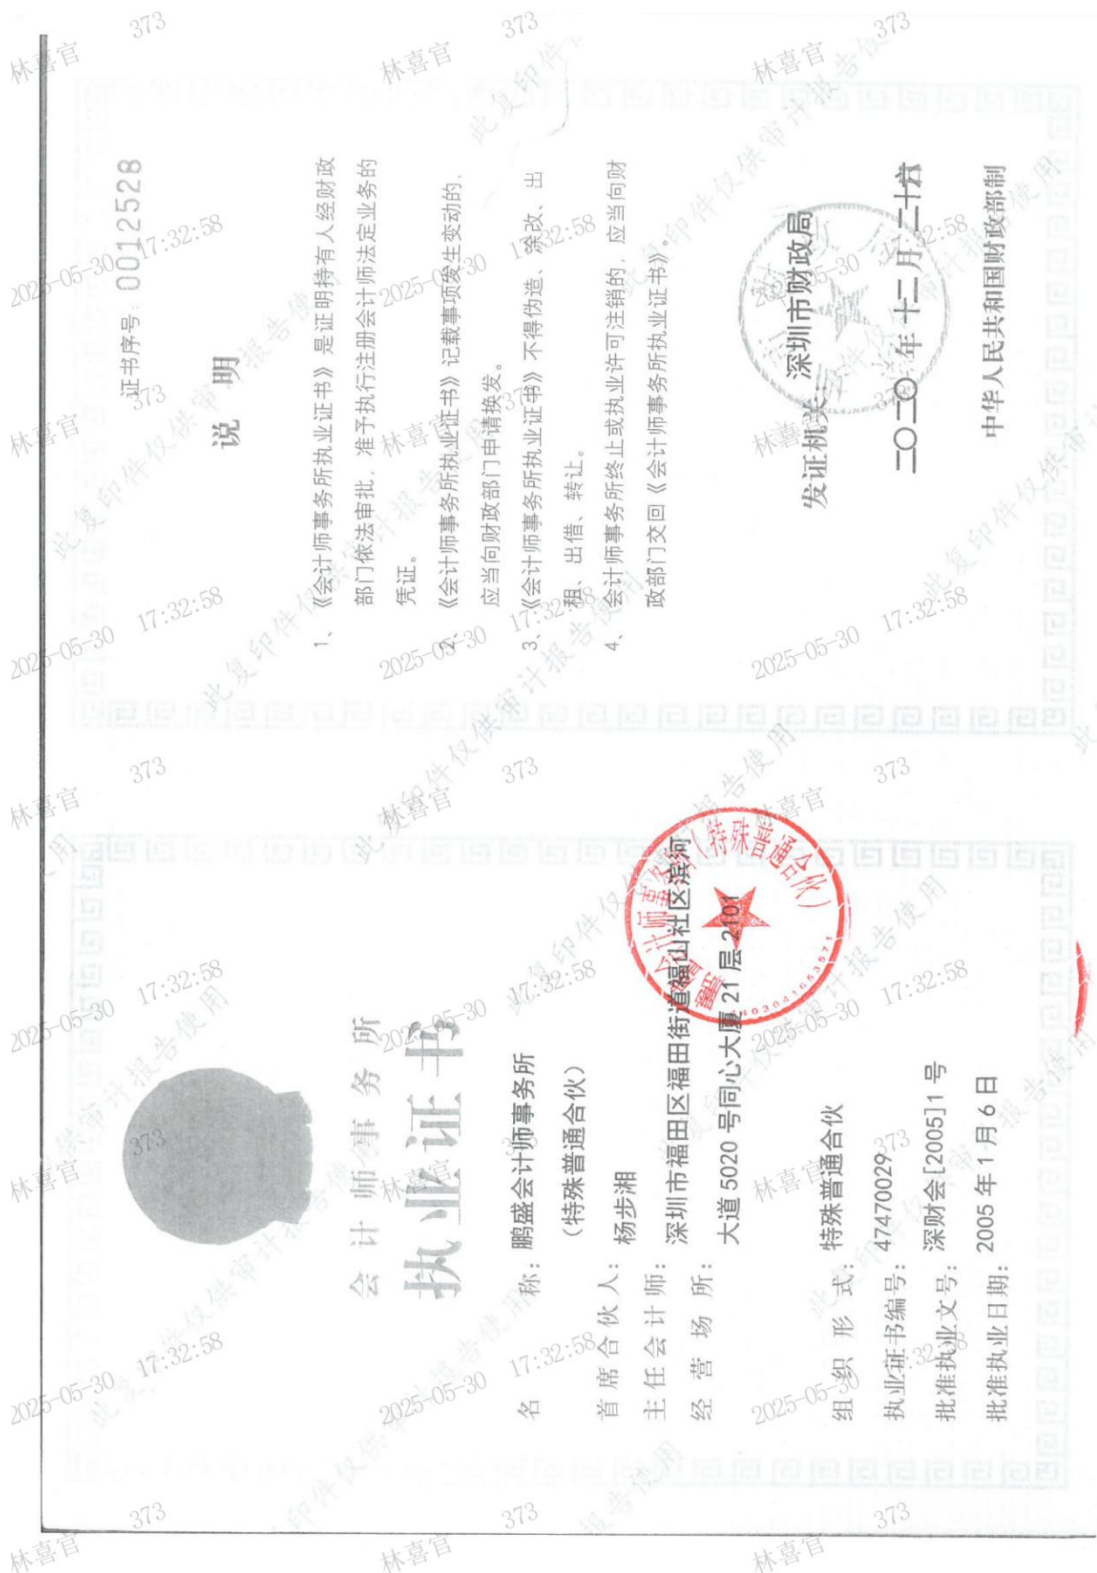 会计师事务所
执业证书
名称：鹏盛会计师事务所
（特殊普通合伙）
首席合伙人：杨步湘
主任会计师：
经营场所：深圳市福田区福田街道福山社区滨河
大道 5020 号同心大厦 21 层 2101
组织形式：特殊普通合伙
执业证书编号：47470029
批准执业文号：深财会[2005]1 号
批准执业日期：2005 年 1 月 6 日
证书序号：0012528
说明
1、《会计师事务所执业证书》是证明持有人经财政
部门依法审批，准予执行注册会计师法定业务的
凭证。
2、《会计师事务所执业证书》记载事项发生变动的，
应当向财政部门申请换发。
3、《会计师事务所执业证书》不得伪造、涂改、出
租、出借、转让。
4、会计师事务所终止或执业许可注销的，应当向财
政部门交回《会计师事务所执业证书》。
发证机关：深圳市财政局
二〇二〇年十二月二十六
中华人民共和国财政部制
此复印件仅供审计报告使用
林喜官 373
2025-05-30 17:32:58